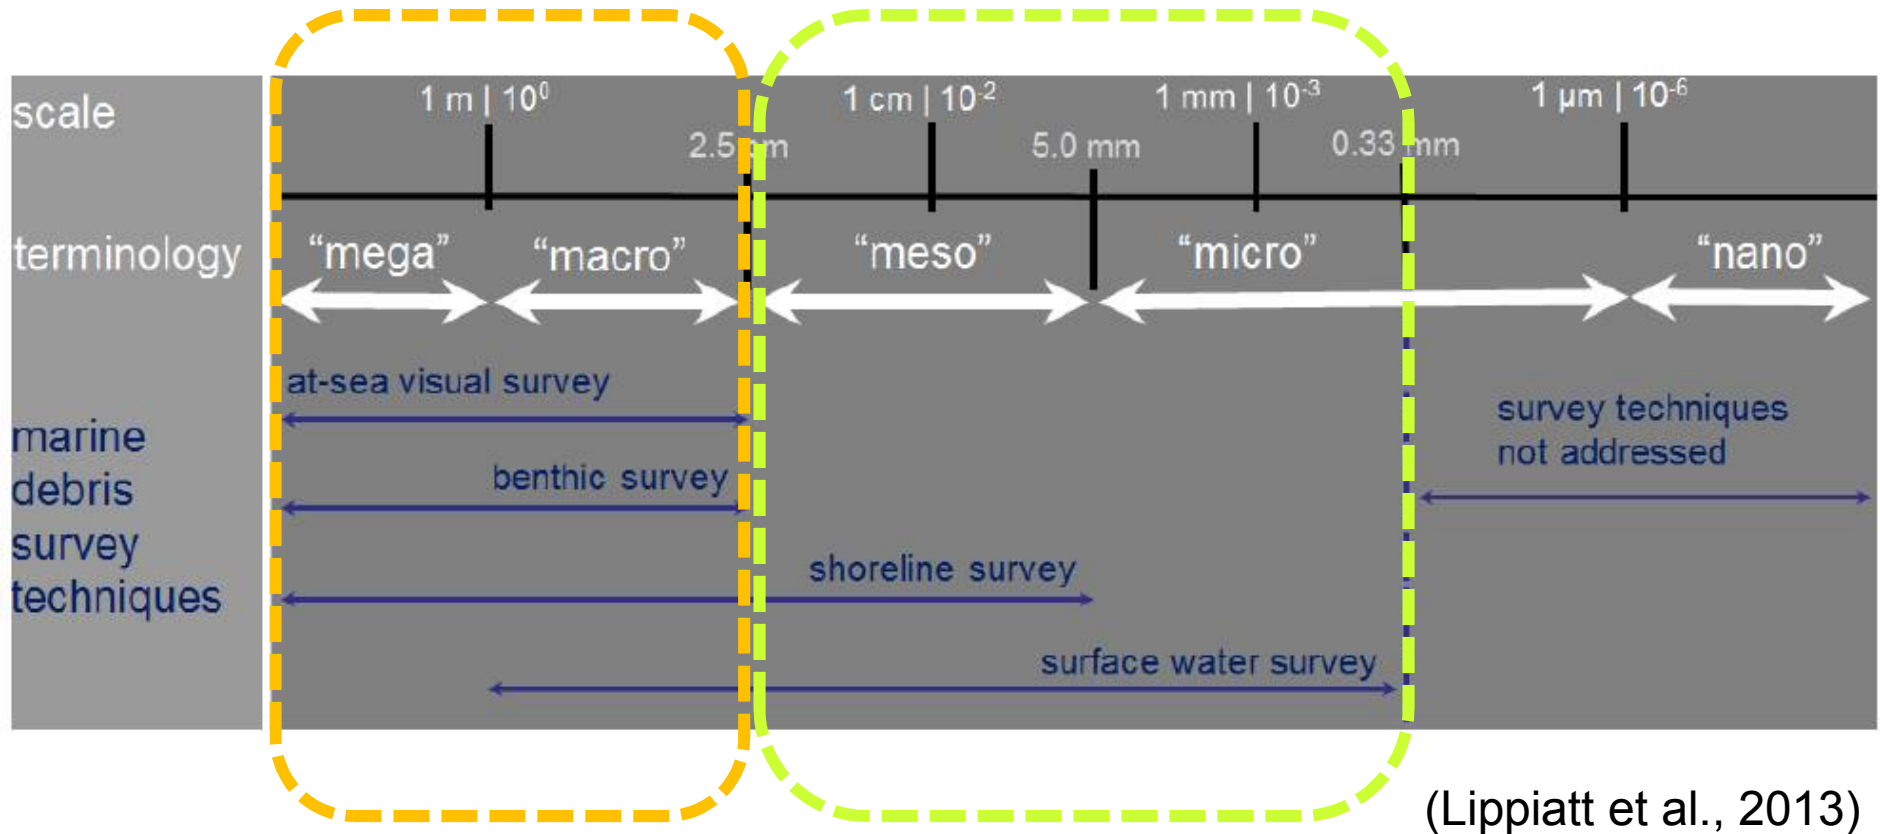 scale
1 m | 10⁰
1 cm | 10⁻²
1 mm | 10⁻³
1 µm | 10⁻⁶
2.5 cm
5.0 mm
0.33 mm
terminology
“mega”
“macro”
“meso”
“micro”
“nano”
marine
debris
survey
techniques
at-sea visual survey
benthic survey
shoreline survey
surface water survey
survey techniques
not addressed
(Lippiatt et al., 2013)